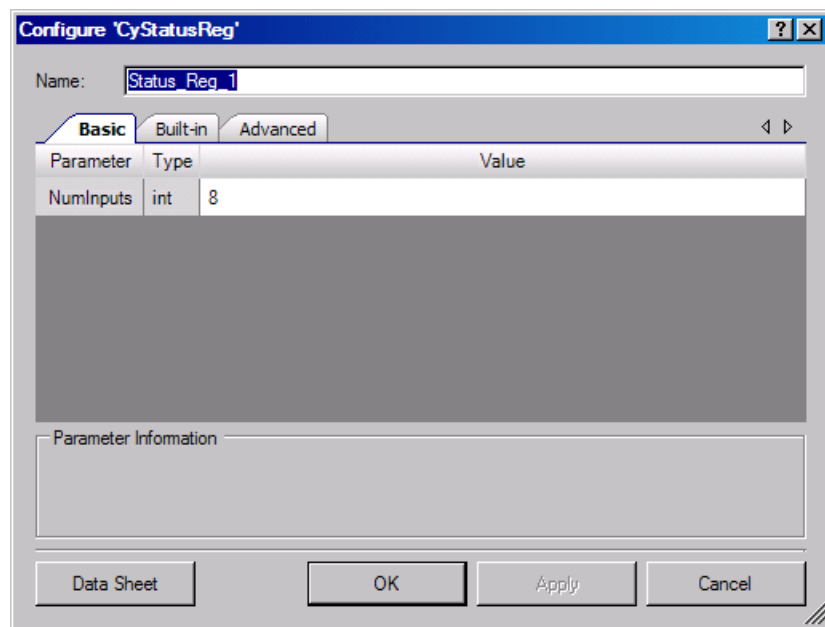 Configure 'CyStatusReg'
Name: Status_Reg_1
Basic Built-in Advanced
Parameter Type Value
NumInputs int 8
Parameter Information
Data Sheet OK Apply Cancel